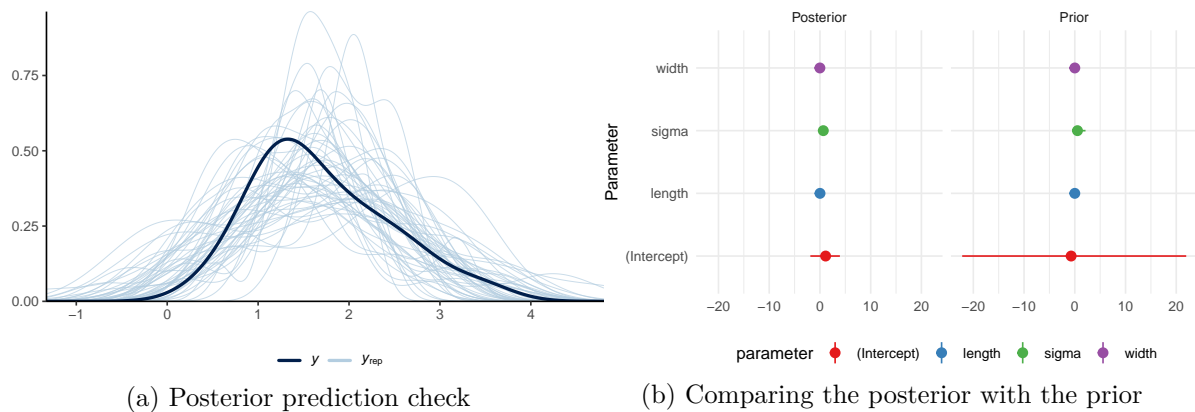 0.75
0.50
0.25
0.00
−1 0 1 2 3 4
y yrep
(a) Posterior prediction check
Posterior Prior
Parameter
width
sigma
length
(Intercept)
−20 −10 0 10 20 −20 −10 0 10 20
parameter (Intercept) length sigma width
(b) Comparing the posterior with the prior